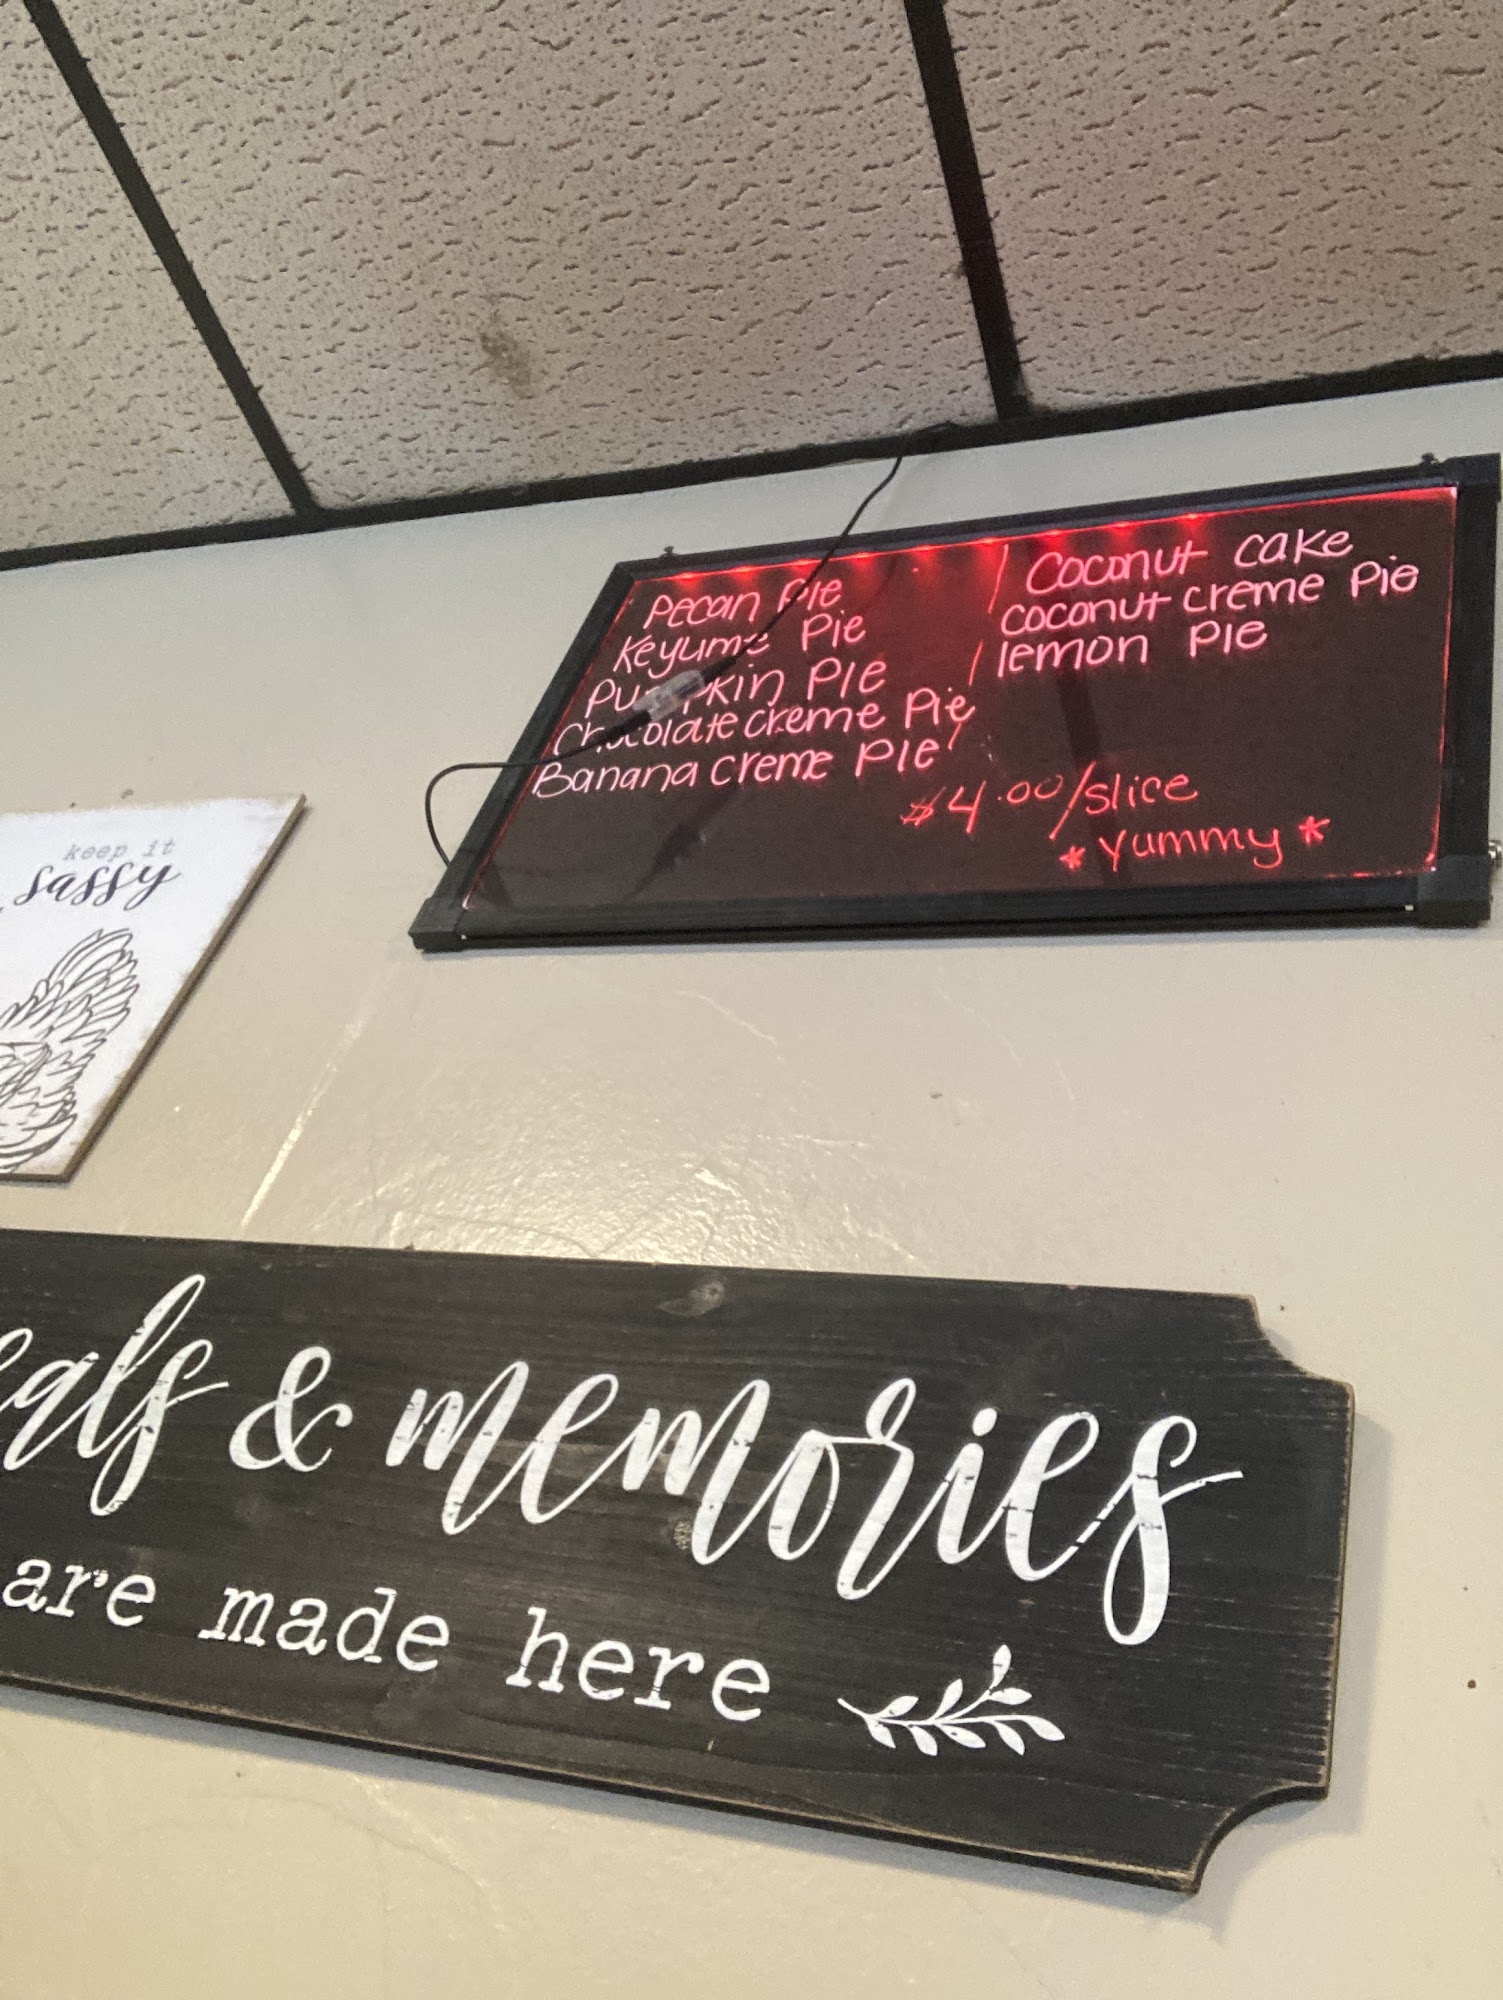 Pecan Pie
Keylime Pie
Pumpkin Pie
Chocolate creme Pie
Banana creme Pie
Coconut cake
coconut creme Pie
lemon Pie
$4.00/slice
*Yummy*
keep it
sassy
& memories
are made here